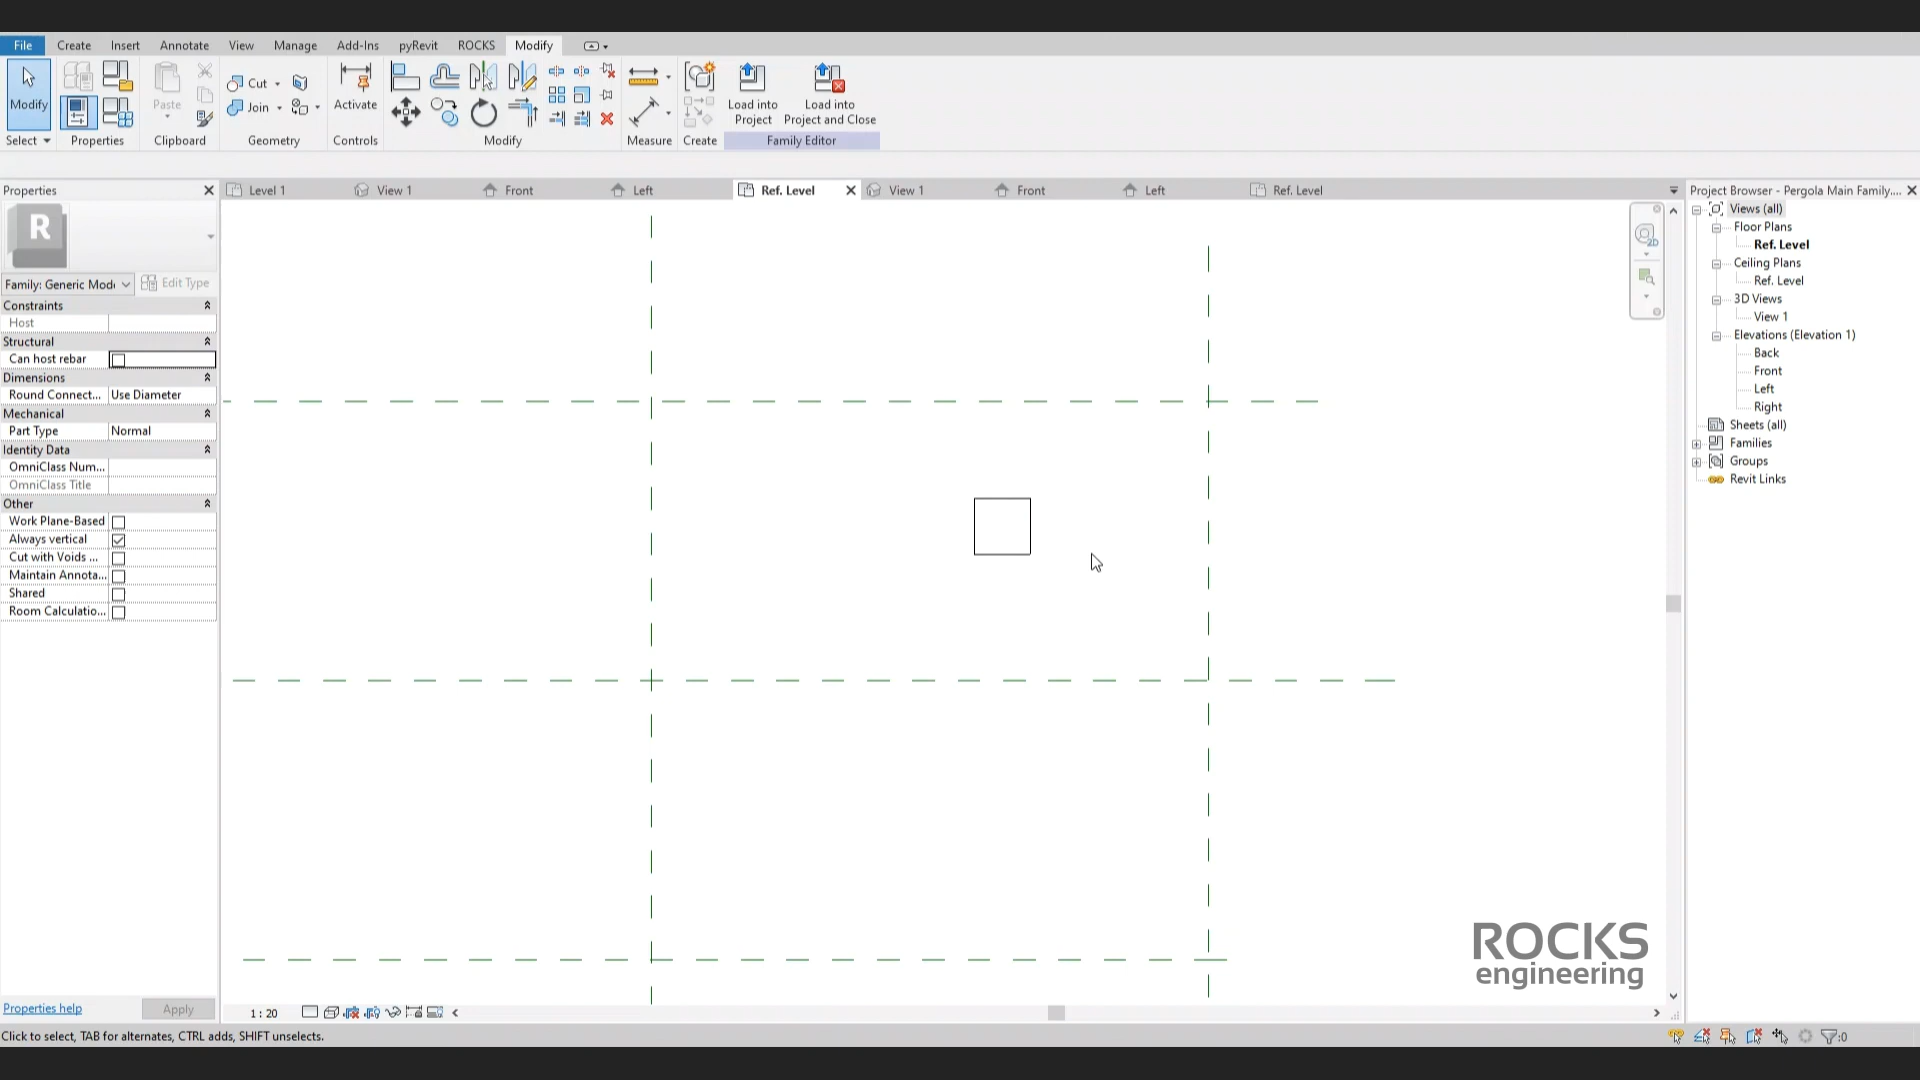 File Create Insert Annotate View Manage Add-Ins pyRevit ROCKS Modify
Modify
Paste
Cut
Join
Activate
Load into
Project
Load into
Project and Close
Select Properties Clipboard Geometry Controls Modify Measure Create Family Editor
Properties
Level 1 View 1 Front Left Ref. Level View 1 Front Left Ref. Level
Project Browser - Pergola Main Family....
R
Family: Generic Mod
Edit Type
Constraints
Host
Structural
Can host rebar
Dimensions
Round Connect... Use Diameter
Mechanical
Part Type Normal
Identity Data
OmniClass Num...
OmniClass Title
Other
Work Plane-Based
Always vertical
Cut with Voids ...
Maintain Annota...
Shared
Room Calculatio...
2D
Views (all)
Floor Plans
Ref. Level
Ceiling Plans
Ref. Level
3D Views
View 1
Elevations (Elevation 1)
Back
Front
Left
Right
Sheets (all)
Families
Groups
Revit Links
ROCKS
engineering
Properties help
Apply
1 : 20
Click to select, TAB for alternates, CTRL adds, SHIFT unselects.
:0